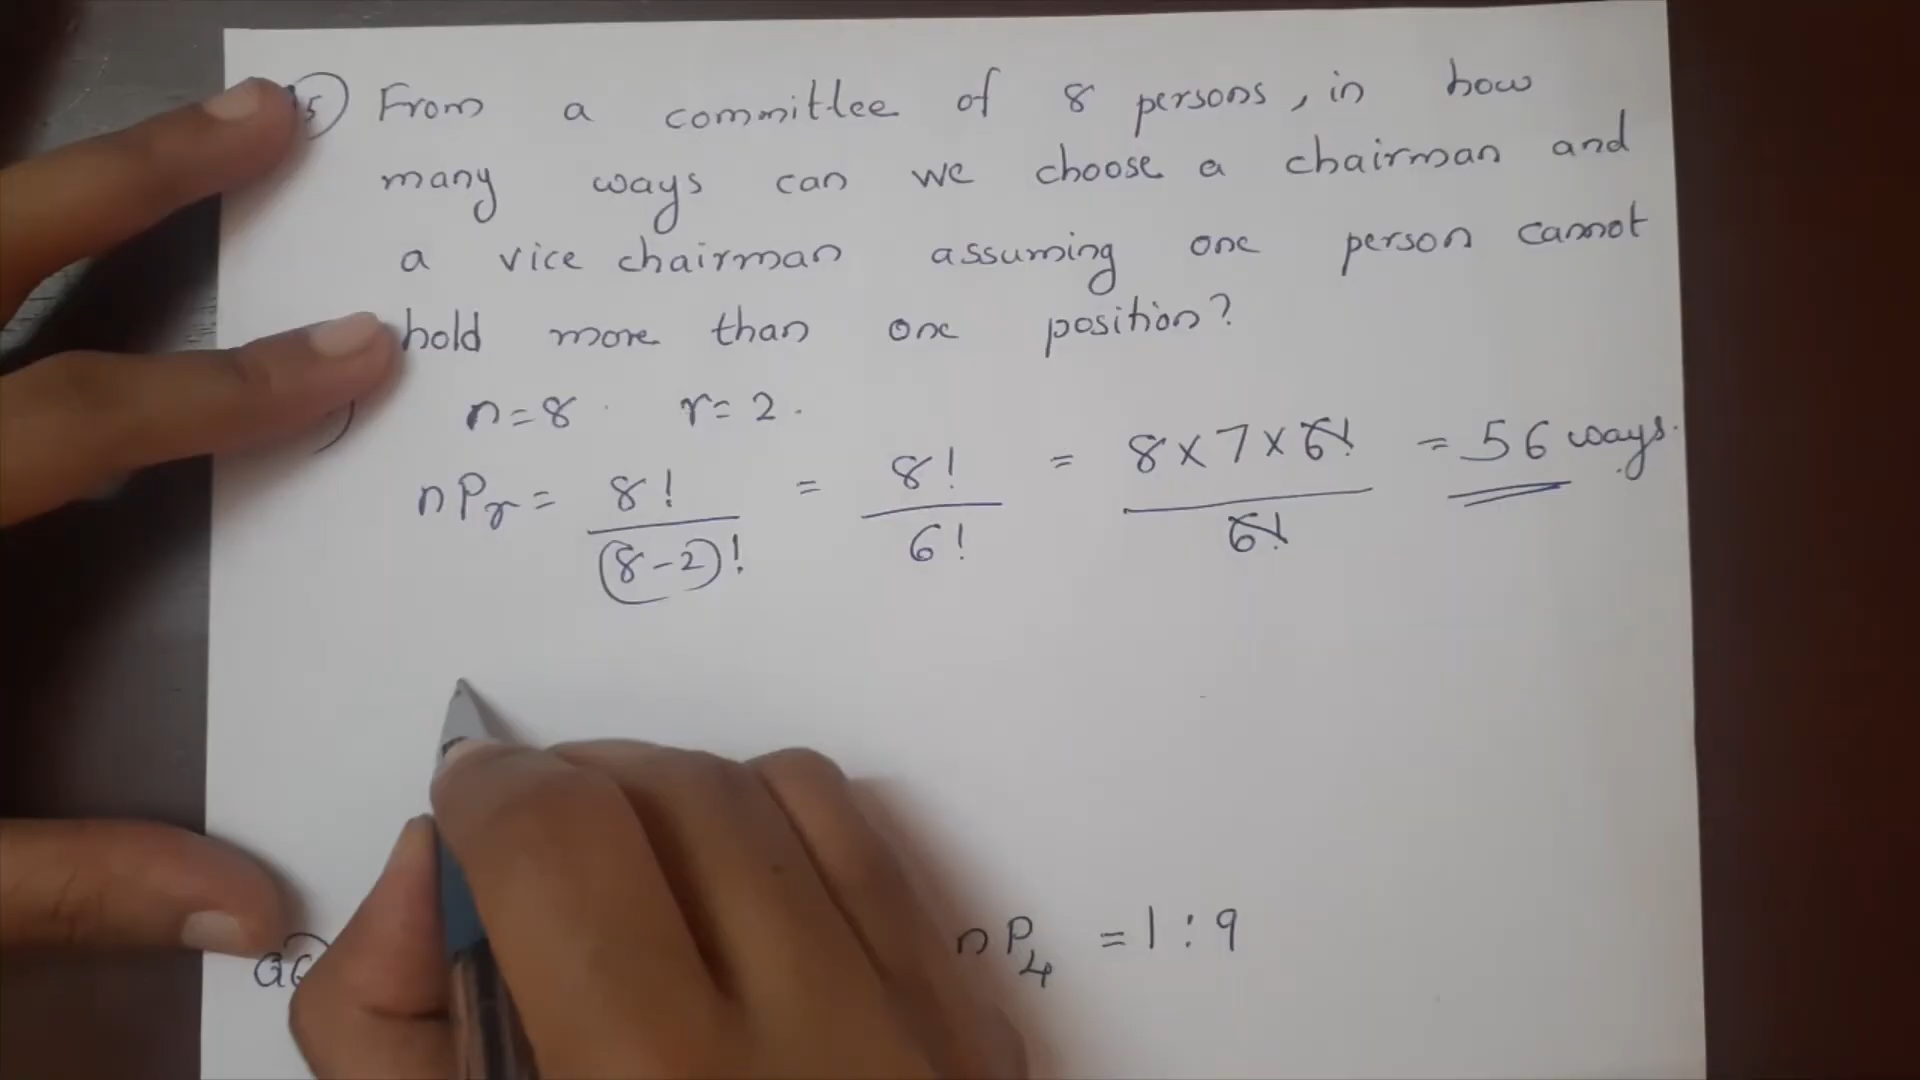 5) From a committee of 8 persons, in how
many ways can we choose a chairman and
a vice chairman assuming one person cannot
hold more than one position?
n=8 r=2.
nPr = 8!/(8-2)! = 8!/6! = 8×7×6!/6! = 56 ways.
nP4 = 1:9